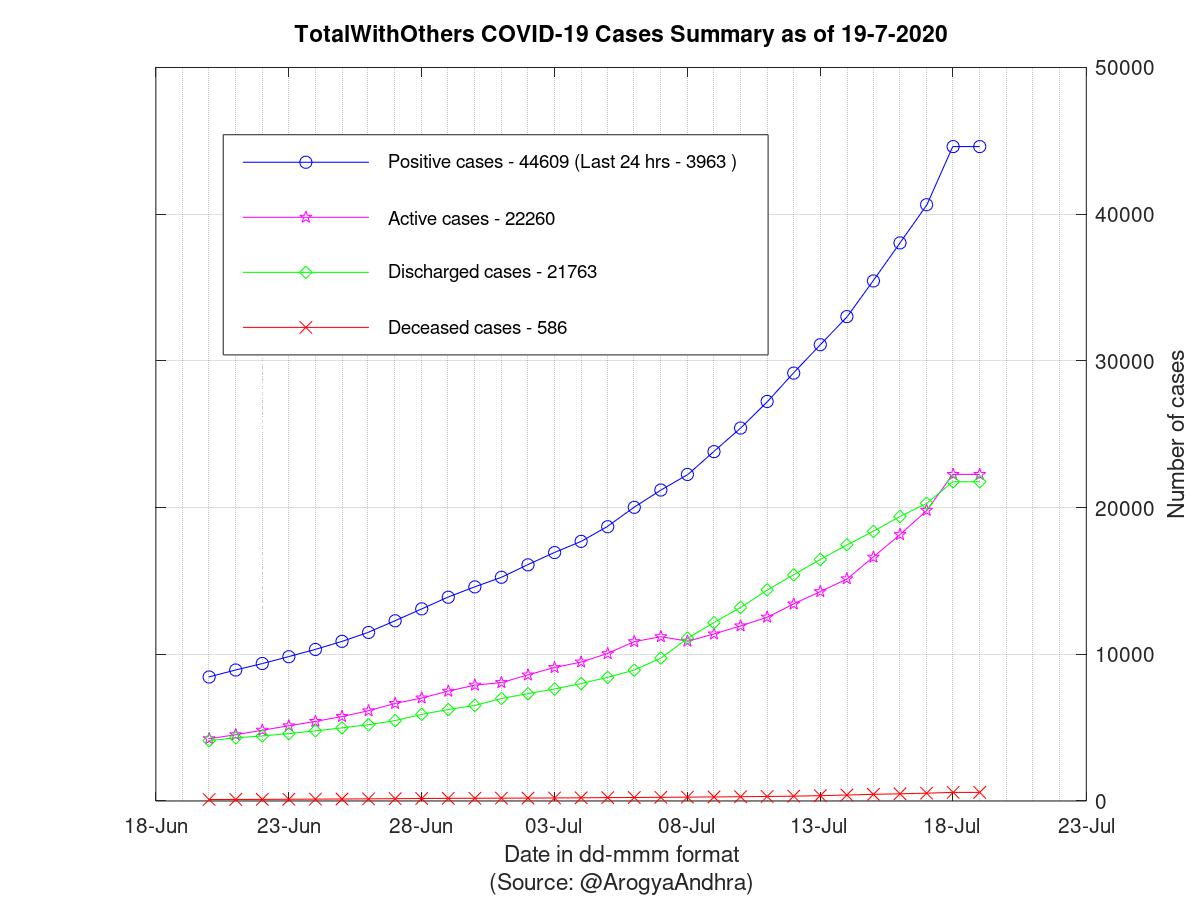 TotalWithOthers COVID-19 Cases Summary as of 19-7-2020
50000
Positive cases - 44609 (Last 24 hrs - 3963 )
Active cases - 22260
Discharged cases - 21763
Deceased cases - 586
40000
30000
20000
10000
0
Number of cases
18-Jun 23-Jun 28-Jun 03-Jul 08-Jul 13-Jul 18-Jul 23-Jul
Date in dd-mmm format
(Source: @ArogyaAndhra)